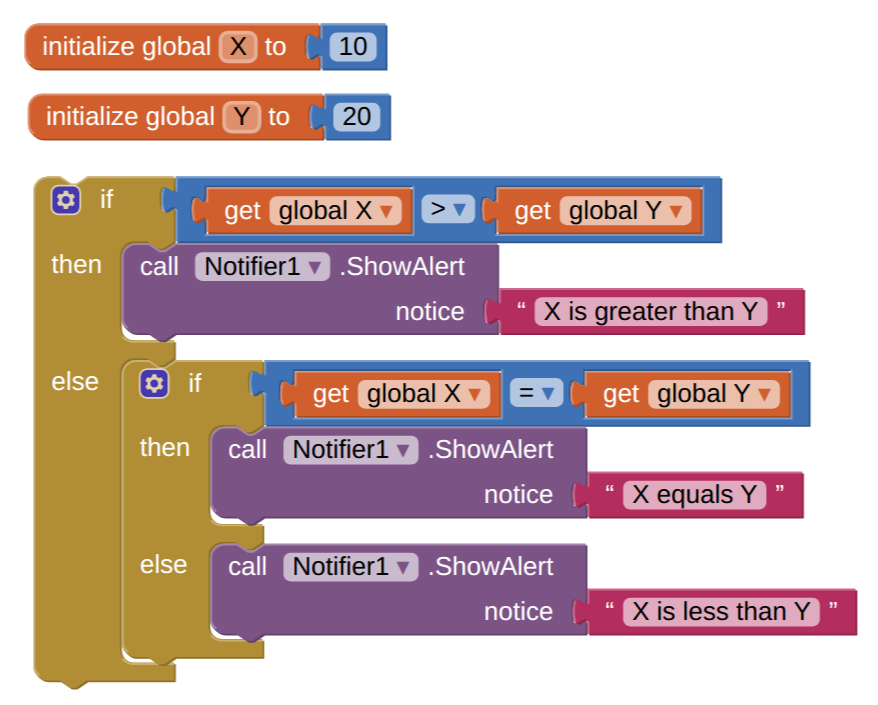 initialize global X to 10
initialize global Y to 20
if get global X ▾ > ▾ get global Y ▾
then call Notifier1 ▾ .ShowAlert
notice “ X is greater than Y ”
else if get global X ▾ = ▾ get global Y ▾
then call Notifier1 ▾ .ShowAlert
notice “ X equals Y ”
else call Notifier1 ▾ .ShowAlert
notice “ X is less than Y ”